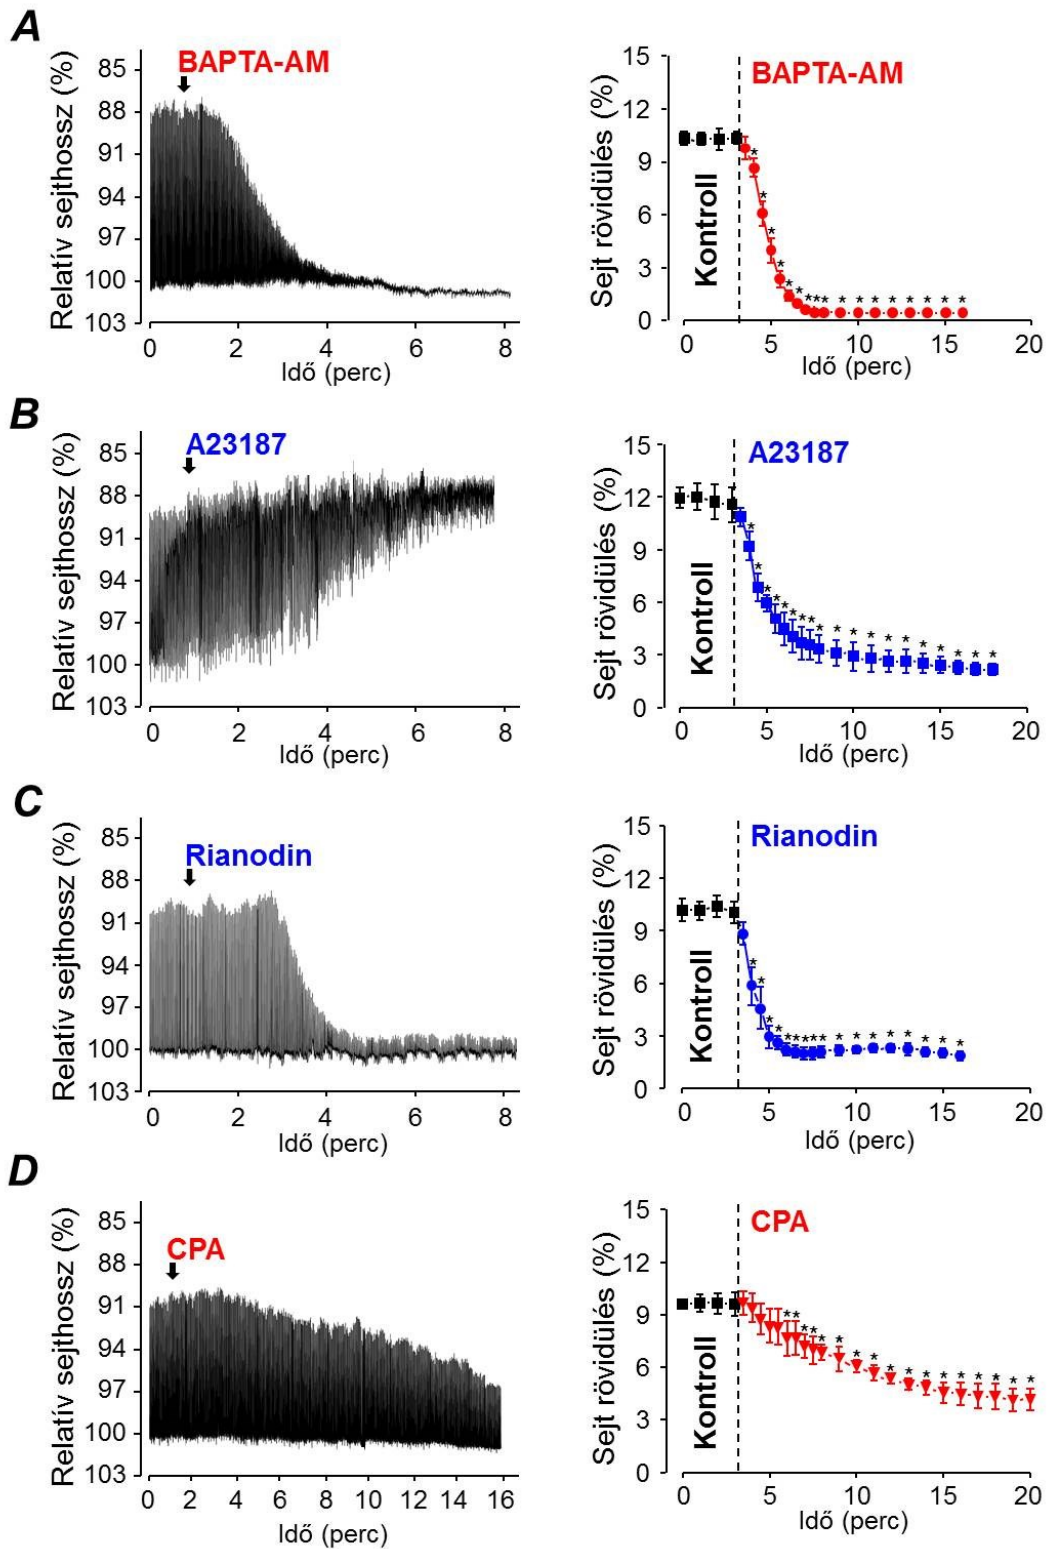 A
BAPTA-AM
Relatív sejthossz (%)
85
88
91
94
97
100
103
0 2 4 6 8
Idő (perc)
BAPTA-AM
Sejt rövidülés (%)
15
12
9
6
3
0
Kontroll
* * * * * * * * * * * * * * * * *
0 5 10 15 20
Idő (perc)
B
A23187
Relatív sejthossz (%)
85
88
91
94
97
100
103
0 2 4 6 8
Idő (perc)
A23187
Sejt rövidülés (%)
15
12
9
6
3
0
Kontroll
* * * * * * * * * * * * * * * * * * *
0 5 10 15 20
Idő (perc)
C
Rianodin
Relatív sejthossz (%)
85
88
91
94
97
100
103
0 2 4 6 8
Idő (perc)
Rianodin
Sejt rövidülés (%)
15
12
9
6
3
0
Kontroll
* * * * * * * * * * * * * * * * *
0 5 10 15 20
Idő (perc)
D
CPA
Relatív sejthossz (%)
85
88
91
94
97
100
103
0 2 4 6 8 10 12 14 16
Idő (perc)
CPA
Sejt rövidülés (%)
15
12
9
6
3
0
Kontroll
* * * * * * * * * * * * * * * * *
0 5 10 15 20
Idő (perc)